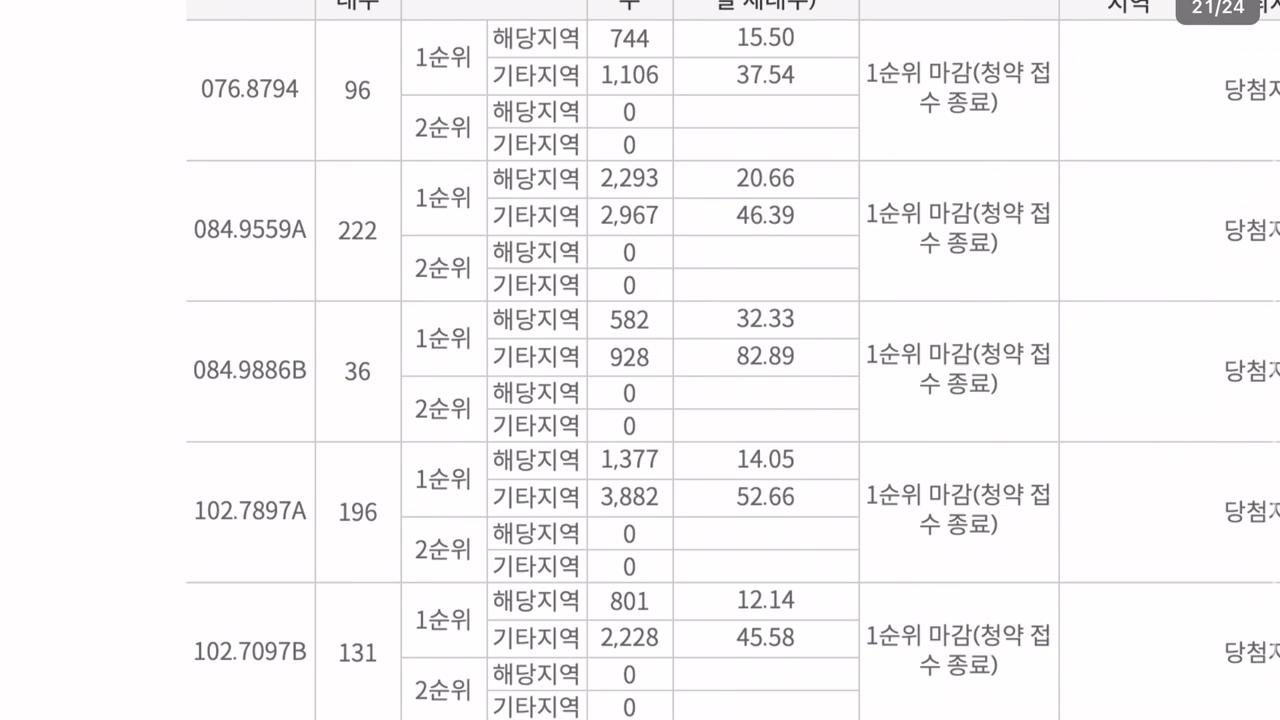 21/24
076.8794 96 1순위 해당지역 744 15.50 1순위 마감(청약 접
수 종료)
기타지역 1,106 37.54
2순위 해당지역 0
기타지역 0
084.9559A 222 1순위 해당지역 2,293 20.66 1순위 마감(청약 접
수 종료)
기타지역 2,967 46.39
2순위 해당지역 0
기타지역 0
084.9886B 36 1순위 해당지역 582 32.33 1순위 마감(청약 접
수 종료)
기타지역 928 82.89
2순위 해당지역 0
기타지역 0
102.7897A 196 1순위 해당지역 1,377 14.05 1순위 마감(청약 접
수 종료)
기타지역 3,882 52.66
2순위 해당지역 0
기타지역 0
102.7097B 131 1순위 해당지역 801 12.14 1순위 마감(청약 접
수 종료)
기타지역 2,228 45.58
2순위 해당지역 0
기타지역 0